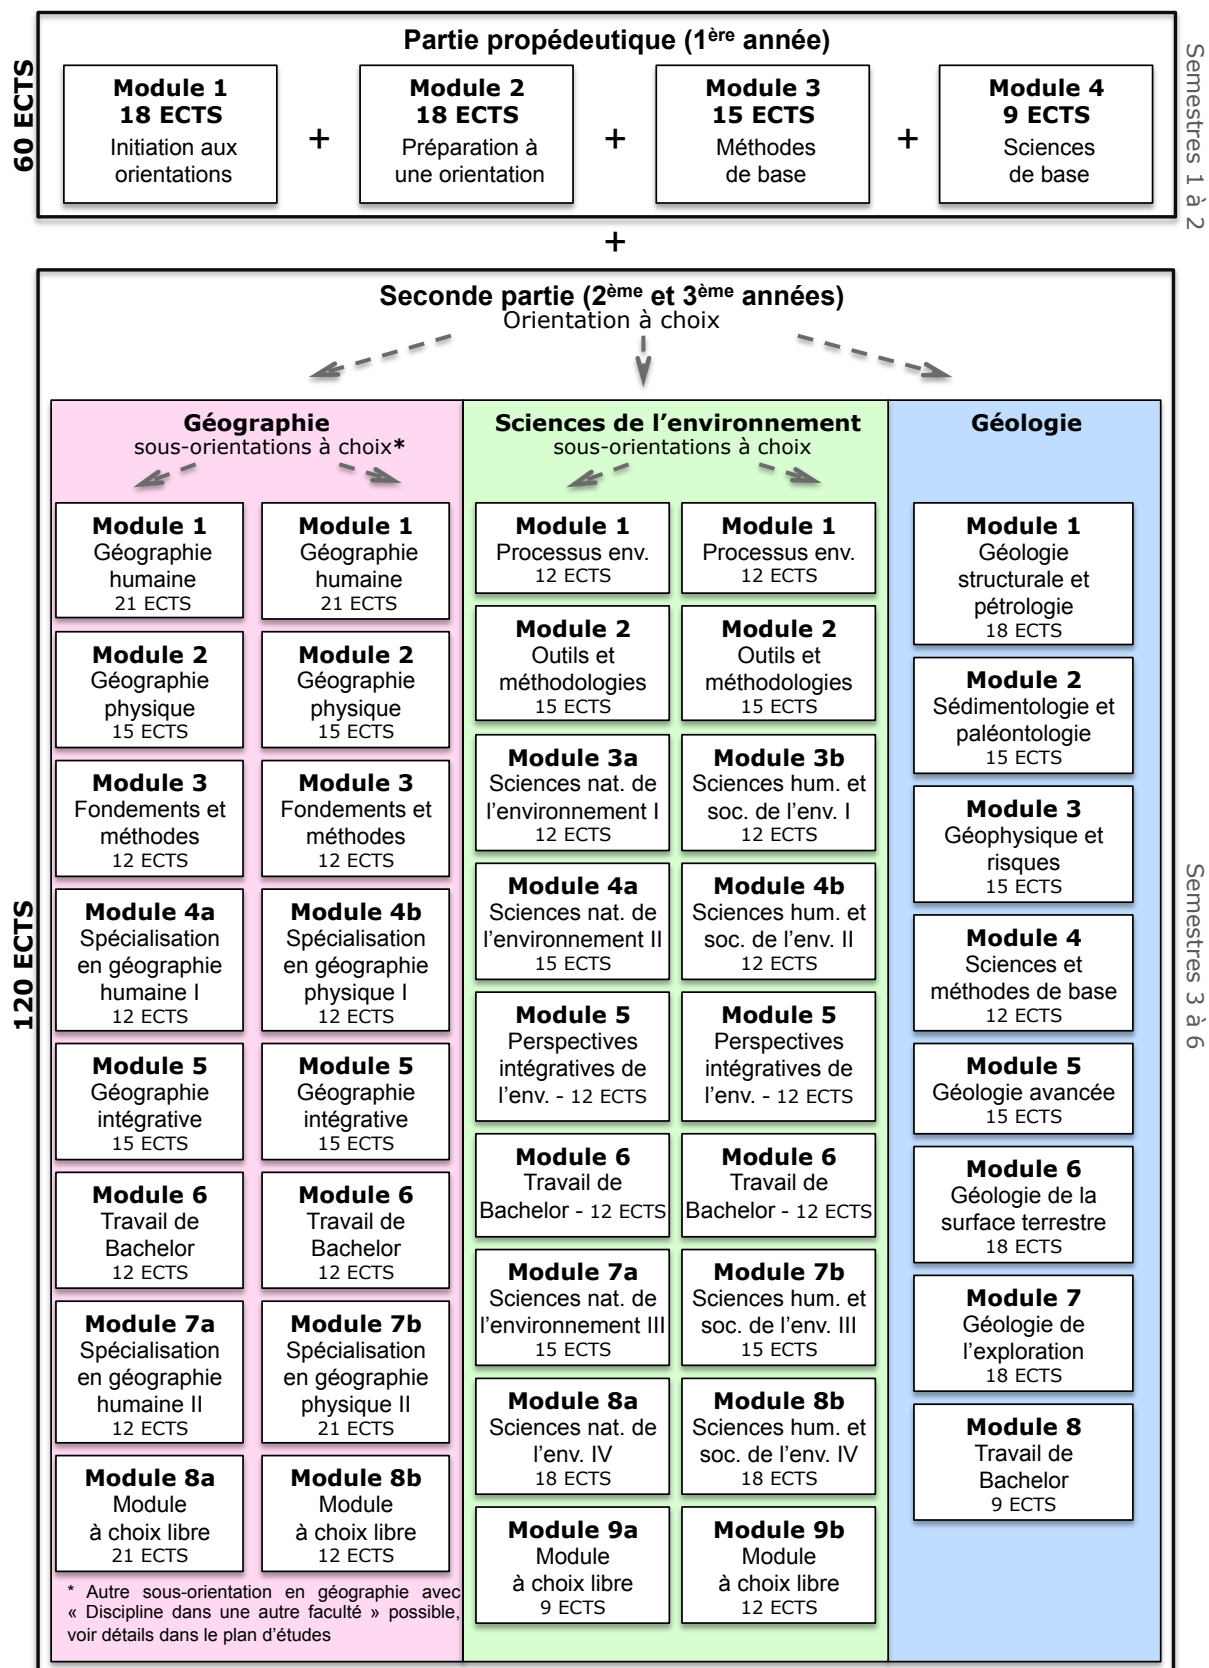 Partie propédeutique (1ère année)
60 ECTS
Semestres 1 à 2
Module 1
18 ECTS
Initiation aux
orientations
+
Module 2
18 ECTS
Préparation à
une orientation
+
Module 3
15 ECTS
Méthodes
de base
+
Module 4
9 ECTS
Sciences
de base
+
Seconde partie (2ème et 3ème années)
Orientation à choix
120 ECTS
Semestres 3 à 6
Géographie
sous-orientations à choix*
Module 1
Géographie
humaine
21 ECTS
Module 2
Géographie
physique
15 ECTS
Module 3
Fondements et
méthodes
12 ECTS
Module 4a
Spécialisation
en géographie
humaine I
12 ECTS
Module 5
Géographie
intégrative
15 ECTS
Module 6
Travail de
Bachelor
12 ECTS
Module 7a
Spécialisation
en géographie
humaine II
12 ECTS
Module 8a
Module
à choix libre
21 ECTS
Module 1
Géographie
humaine
21 ECTS
Module 2
Géographie
physique
15 ECTS
Module 3
Fondements et
méthodes
12 ECTS
Module 4b
Spécialisation
en géographie
physique I
12 ECTS
Module 5
Géographie
intégrative
15 ECTS
Module 6
Travail de
Bachelor
12 ECTS
Module 7b
Spécialisation
en géographie
physique II
21 ECTS
Module 8b
Module
à choix libre
12 ECTS
* Autre sous-orientation en géographie avec
« Discipline dans une autre faculté » possible,
voir détails dans le plan d'études
Sciences de l'environnement
sous-orientations à choix
Module 1
Processus env.
12 ECTS
Module 2
Outils et
méthodologies
15 ECTS
Module 3a
Sciences nat. de
l'environnement I
12 ECTS
Module 4a
Sciences nat. de
l'environnement II
15 ECTS
Module 5
Perspectives
intégratives de
l'env. - 12 ECTS
Module 6
Travail de
Bachelor - 12 ECTS
Module 7a
Sciences nat. de
l'environnement III
15 ECTS
Module 8a
Sciences nat. de
l'env. IV
18 ECTS
Module 9a
Module
à choix libre
9 ECTS
Module 1
Processus env.
12 ECTS
Module 2
Outils et
méthodologies
15 ECTS
Module 3b
Sciences hum. et
soc. de l'env. I
12 ECTS
Module 4b
Sciences hum. et
soc. de l'env. II
12 ECTS
Module 5
Perspectives
intégratives de
l'env. - 12 ECTS
Module 6
Travail de
Bachelor - 12 ECTS
Module 7b
Sciences hum. et
soc. de l'env. III
15 ECTS
Module 8b
Sciences hum. et
soc. de l'env. IV
18 ECTS
Module 9b
Module
à choix libre
12 ECTS
Géologie
Module 1
Géologie
structurale et
pétrologie
18 ECTS
Module 2
Sédimentologie et
paléontologie
15 ECTS
Module 3
Géophysique et
risques
15 ECTS
Module 4
Sciences et
méthodes de base
12 ECTS
Module 5
Géologie avancée
15 ECTS
Module 6
Géologie de la
surface terrestre
18 ECTS
Module 7
Géologie de
l'exploration
18 ECTS
Module 8
Travail de
Bachelor
9 ECTS